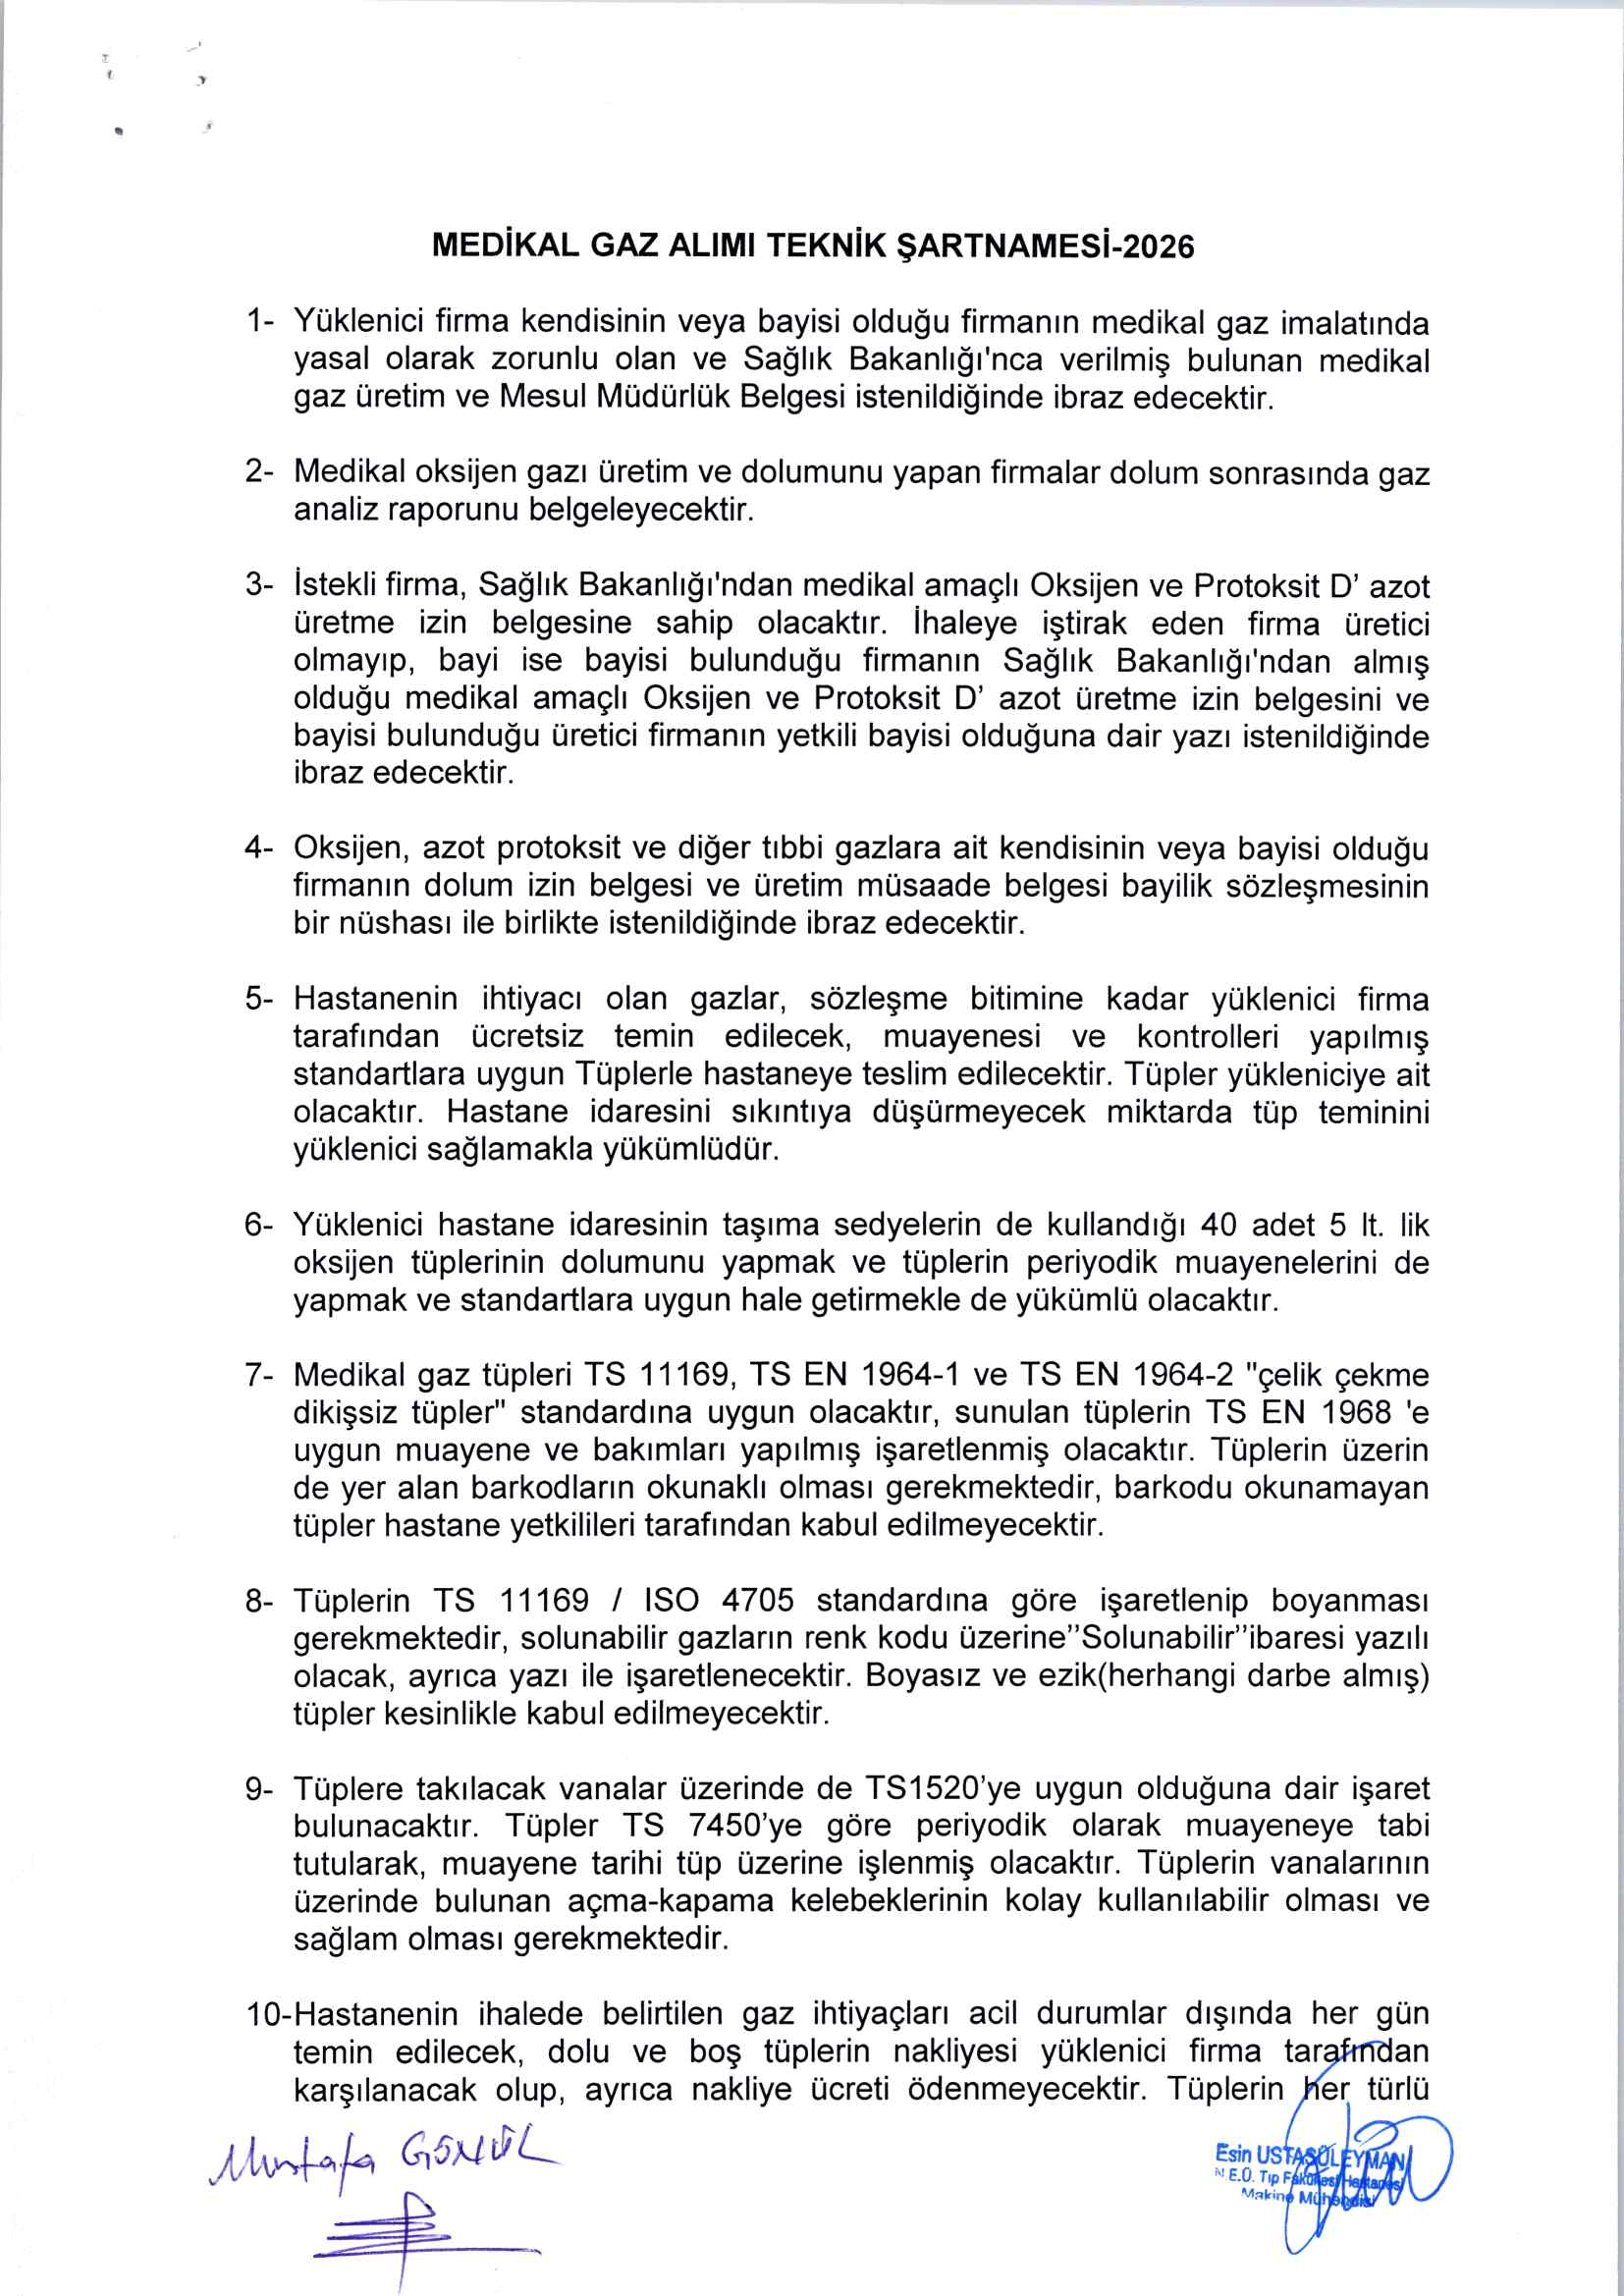 MEDİKAL GAZ ALIMI TEKNİK ŞARTNAMESİ-2026
1- Yüklenici firma kendisinin veya bayisi olduğu firmanın medikal gaz imalatında
yasal olarak zorunlu olan ve Sağlık Bakanlığı'nca verilmiş bulunan medikal
gaz üretim ve Mesul Müdürlük Belgesi istenildiğinde ibraz edecektir.
2- Medikal oksijen gazı üretim ve dolumunu yapan firmalar dolum sonrasında gaz
analiz raporunu belgeleyecektir.
3- İstekli firma, Sağlık Bakanlığı'ndan medikal amaçlı Oksijen ve Protoksit D’ azot
üretme izin belgesine sahip olacaktır. İhaleye iştirak eden firma üretici
olmayıp, bayi ise bayisi bulunduğu firmanın Sağlık Bakanlığı'ndan almış
olduğu medikal amaçlı Oksijen ve Protoksit D’ azot üretme izin belgesini ve
bayisi bulunduğu üretici firmanın yetkili bayisi olduğuna dair yazı istenildiğinde
ibraz edecektir.
4- Oksijen, azot protoksit ve diğer tıbbi gazlara ait kendisinin veya bayisi olduğu
firmanın dolum izin belgesi ve üretim müsaade belgesi bayilik sözleşmesinin
bir nüshası ile birlikte istenildiğinde ibraz edecektir.
5- Hastanenin ihtiyacı olan gazlar, sözleşme bitimine kadar yüklenici firma
tarafından ücretsiz temin edilecek, muayenesi ve kontrolleri yapılmış
standartlara uygun Tüplerle hastaneye teslim edilecektir. Tüpler yükleniciye ait
olacaktır. Hastane idaresini sıkıntıya düşürmeyecek miktarda tüp teminini
yüklenici sağlamakla yükümlüdür.
6- Yüklenici hastane idaresinin taşıma sedyelerin de kullandığı 40 adet 5 lt. lik
oksijen tüplerinin dolumunu yapmak ve tüplerin periyodik muayenelerini de
yapmak ve standartlara uygun hale getirmekle de yükümlü olacaktır.
7- Medikal gaz tüpleri TS 11169, TS EN 1964-1 ve TS EN 1964-2 "çelik çekme
dikişsiz tüpler" standardına uygun olacaktır, sunulan tüplerin TS EN 1968 'e
uygun muayene ve bakımları yapılmış işaretlenmiş olacaktır. Tüplerin üzerin
de yer alan barkodların okunaklı olması gerekmektedir, barkodu okunamayan
tüpler hastane yetkilileri tarafından kabul edilmeyecektir.
8- Tüplerin TS 11169 / ISO 4705 standardına göre işaretlenip boyanması
gerekmektedir, solunabilir gazların renk kodu üzerine’’Solunabilir’’ibaresi yazılı
olacak, ayrıca yazı ile işaretlenecektir. Boyasız ve ezik(herhangi darbe almış)
tüpler kesinlikle kabul edilmeyecektir.
9- Tüplere takılacak vanalar üzerinde de TS1520’ye uygun olduğuna dair işaret
bulunacaktır. Tüpler TS 7450’ye göre periyodik olarak muayeneye tabi
tutularak, muayene tarihi tüp üzerine işlenmiş olacaktır. Tüplerin vanalarının
üzerinde bulunan açma-kapama kelebeklerinin kolay kullanılabilir olması ve
sağlam olması gerekmektedir.
10-Hastanenin ihalede belirtilen gaz ihtiyaçları acil durumlar dışında her gün
temin edilecek, dolu ve boş tüplerin nakliyesi yüklenici firma tarafından
karşılanacak olup, ayrıca nakliye ücreti ödenmeyecektir. Tüplerin her türlü
Mustafa GÖNÜL
Esin USTASÜLEYMAN
E.Ü. Tıp Fakültesi Hastanesi
Makine Mühendisi